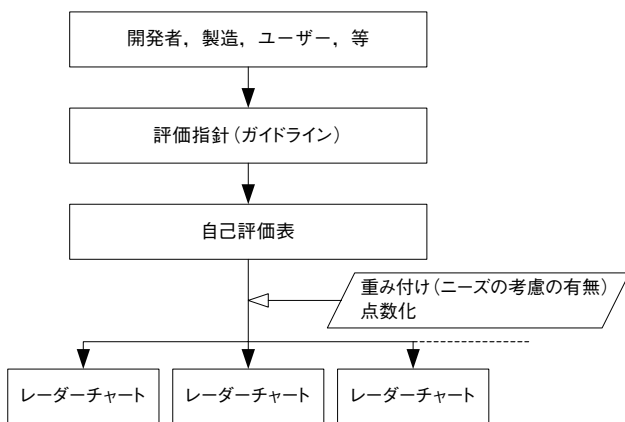 開発者，製造，ユーザー，等
評価指針（ガイドライン）
自己評価表
重み付け（ニーズの考慮の有無）
点数化
レーダーチャート
レーダーチャート
レーダーチャート